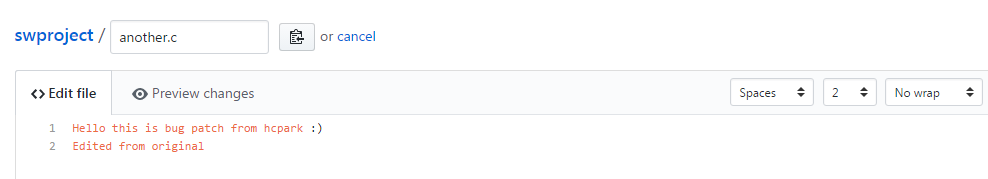 swproject / another.c or cancel
<> Edit file Preview changes Spaces 2 No wrap
1 Hello this is bug patch from hcpark :)
2 Edited from original